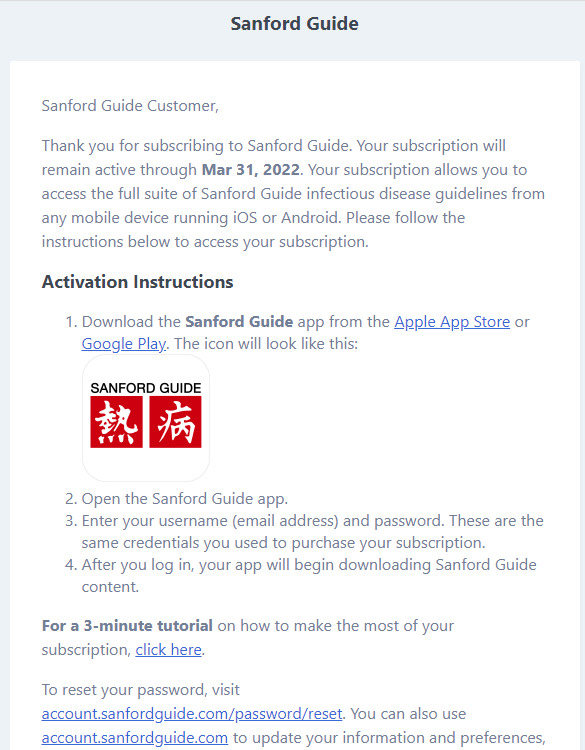 Sanford Guide
Sanford Guide Customer,
Thank you for subscribing to Sanford Guide. Your subscription will
remain active through Mar 31, 2022. Your subscription allows you to
access the full suite of Sanford Guide infectious disease guidelines from
any mobile device running iOS or Android. Please follow the
instructions below to access your subscription.
Activation Instructions
1. Download the Sanford Guide app from the Apple App Store or
Google Play. The icon will look like this:
SANFORD GUIDE
熱病
2. Open the Sanford Guide app.
3. Enter your username (email address) and password. These are the
same credentials you used to purchase your subscription.
4. After you log in, your app will begin downloading Sanford Guide
content.
For a 3-minute tutorial on how to make the most of your
subscription, click here.
To reset your password, visit
account.sanfordguide.com/password/reset. You can also use
account.sanfordguide.com to update your information and preferences,